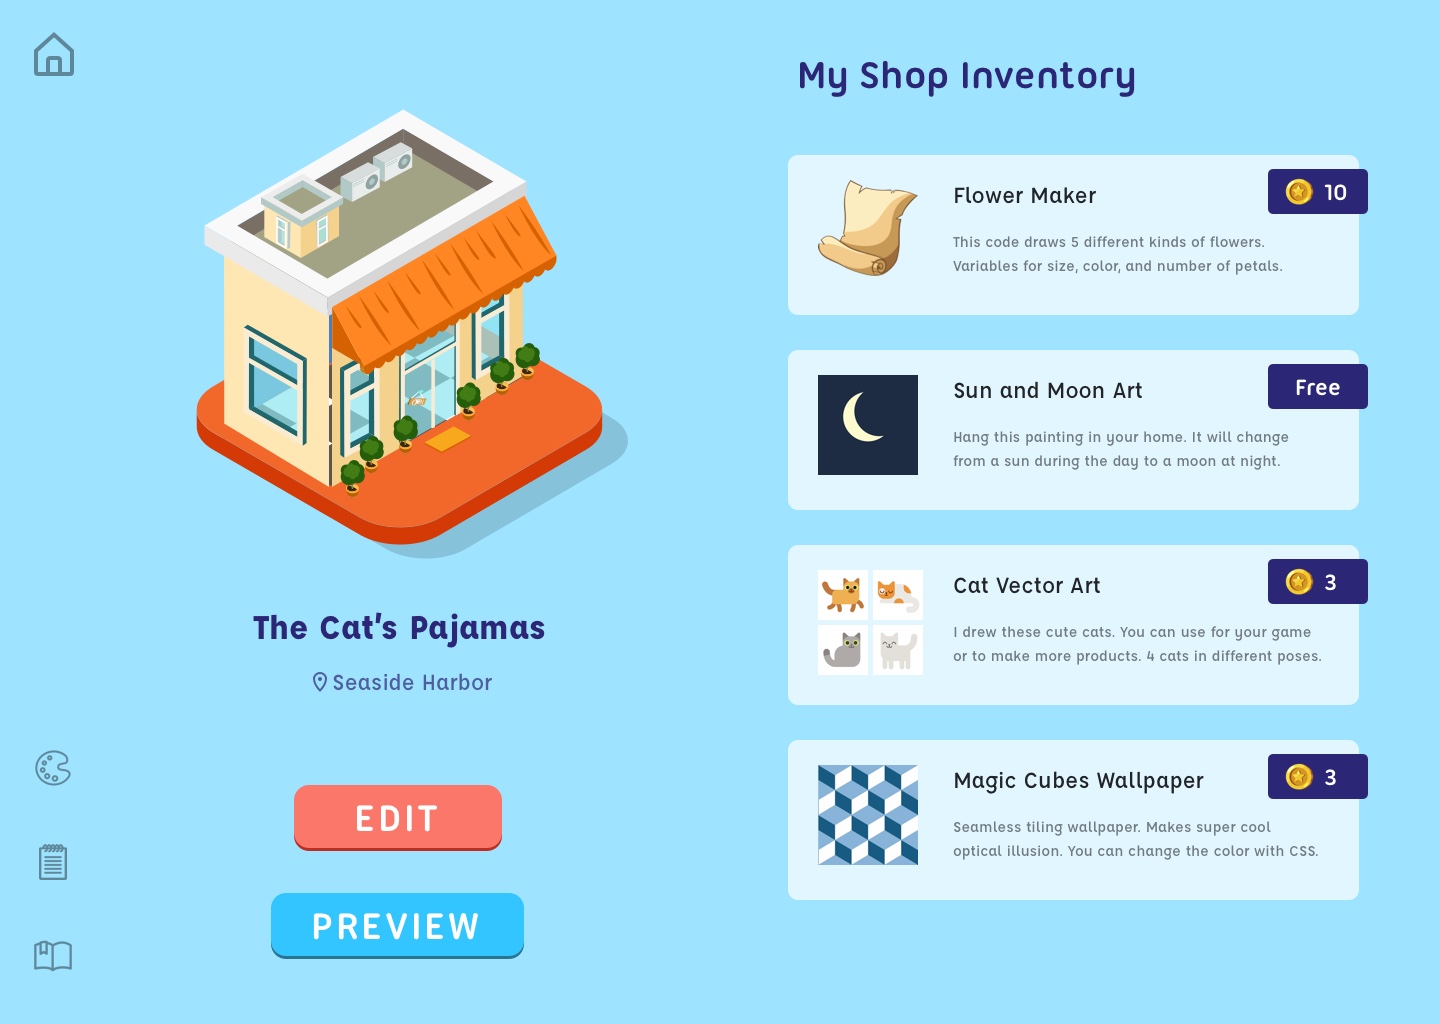 My Shop Inventory
Flower Maker
10
This code draws 5 different kinds of flowers.
Variables for size, color, and number of petals.
Sun and Moon Art
Free
Hang this painting in your home. It will change
from a sun during the day to a moon at night.
Cat Vector Art
3
I drew these cute cats. You can use for your game
or to make more products. 4 cats in different poses.
Magic Cubes Wallpaper
3
Seamless tiling wallpaper. Makes super cool
optical illusion. You can change the color with CSS.
The Cat's Pajamas
Seaside Harbor
EDIT
PREVIEW